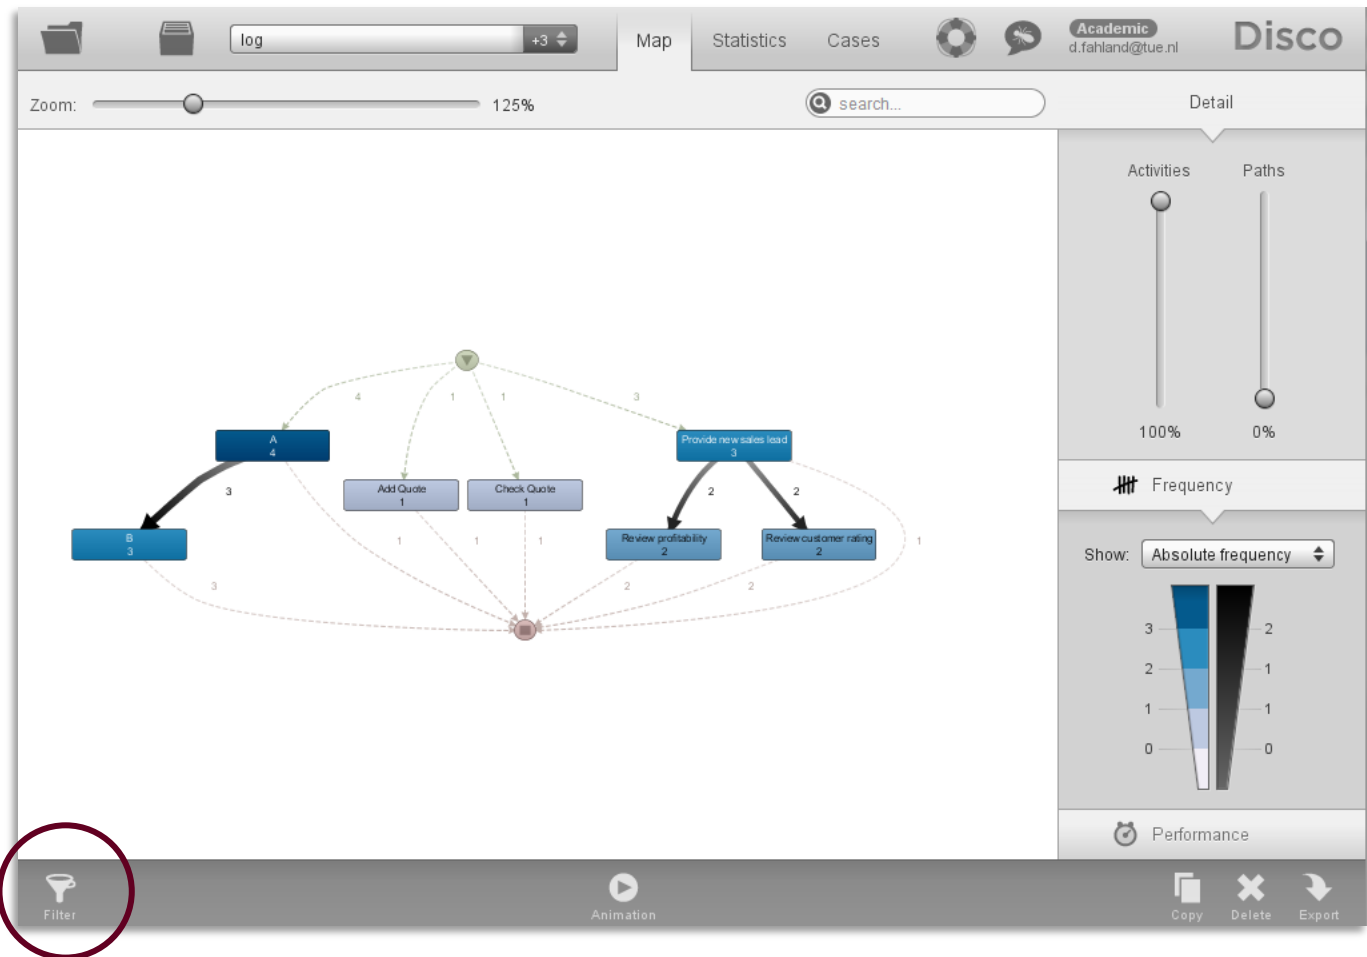 log
+3
Map
Statistics
Cases
Academic
d.fahland@tue.nl
Disco
Zoom:
125%
search...
Detail
Activities
Paths
100%
0%
Frequency
Show:
Absolute frequency
3
2
1
0
2
1
1
0
Performance
4
1
1
3
A
4
Provide new sales lead
3
3
Add Quote
1
Check Quote
1
2
2
B
3
Review profitability
2
Review customer rating
2
1
1
1
1
3
2
2
Filter
Animation
Copy
Delete
Export